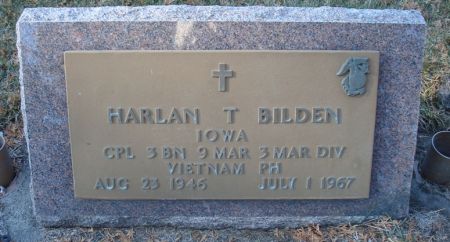 HARLAN T BILDEN
IOWA
CPL 3 BN 9 MAR 3 MAR DIV
VIETNAM PH
AUG 23 1946 JULY 1 1967